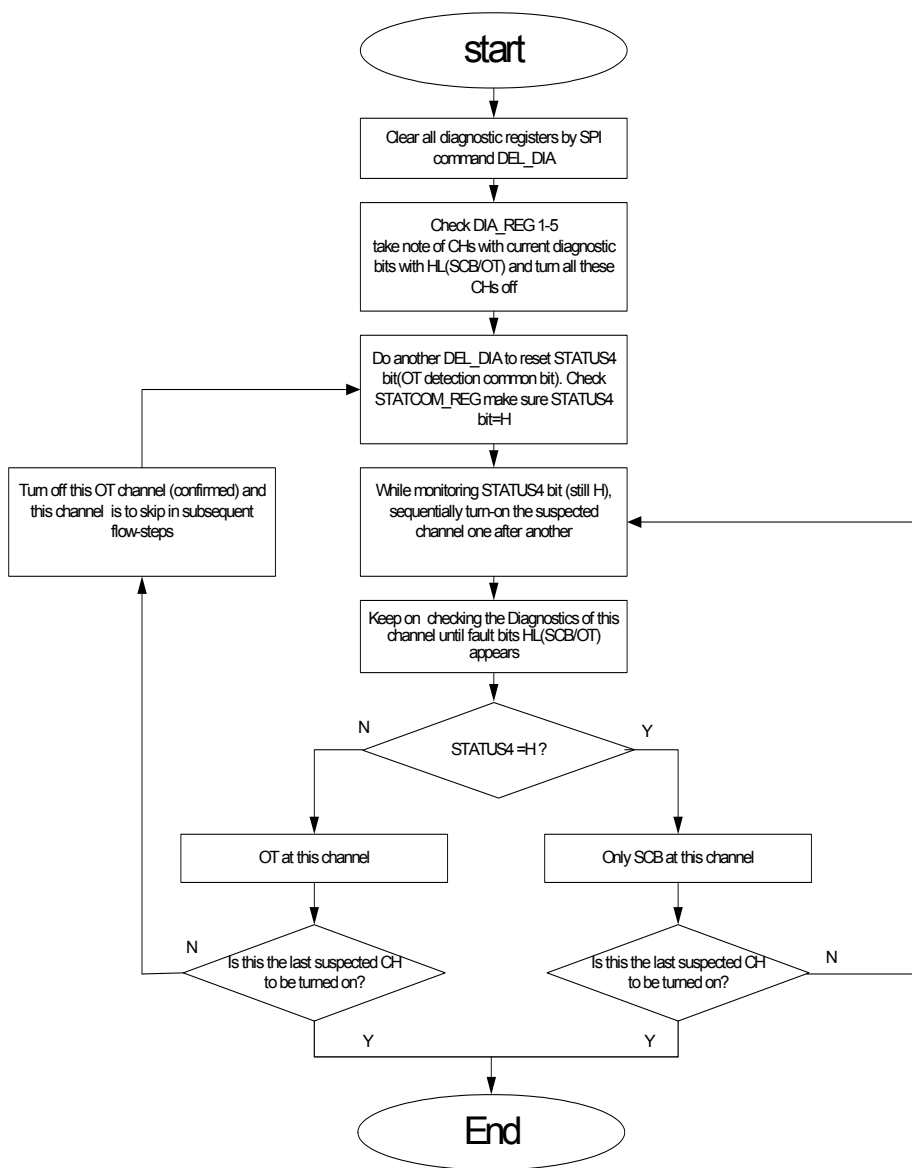 start
Clear all diagnostic registers by SPI
command DEL_DIA
Check DIA_REG 1-5
take note of CHs with current diagnostic
bits with HL(SCB/OT) and turn all these
CHs off
Do another DEL_DIA to reset STATUS4
bit(OT detection common bit). Check
STATCOM_REG make sure STATUS4
bit=H
Turn off this OT channel (confirmed) and
this channel is to skip in subsequent
flow-steps
While monitoring STATUS4 bit (still H),
sequentially turn-on the suspected
channel one after another
Keep on checking the Diagnostics of this
channel until fault bits HL(SCB/OT)
appears
N
Y
STATUS4 =H ?
OT at this channel
Only SCB at this channel
N
Is this the last suspected CH
to be turned on?
Is this the last suspected CH
to be turned on?
N
Y
Y
End